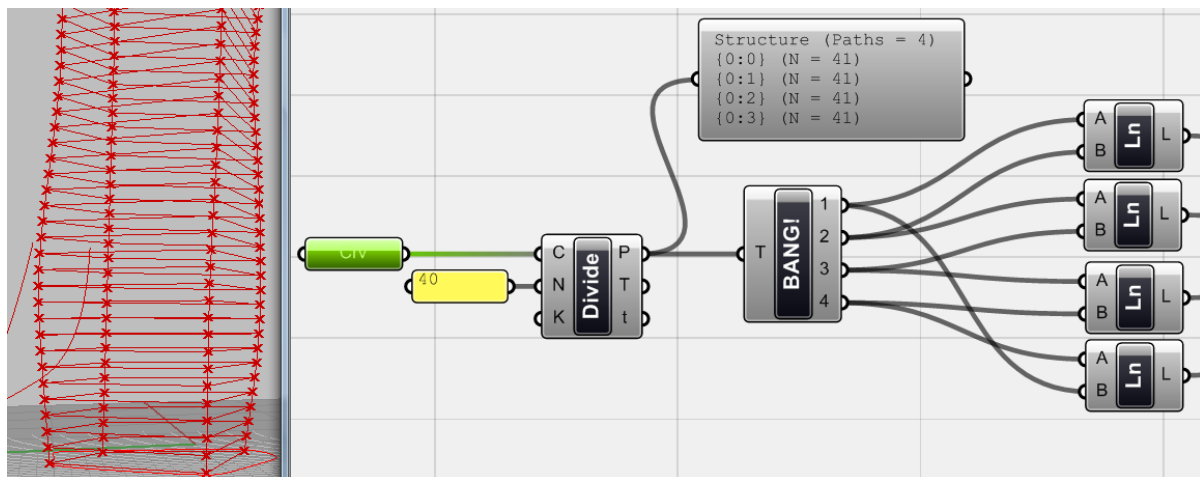 Structure (Paths = 4)
{0:0} (N = 41)
{0:1} (N = 41)
{0:2} (N = 41)
{0:3} (N = 41)
Crv
40
C
N
K
Divide
P
T
t
T
BANG!
1
2
3
4
A
B
Ln
L
A
B
Ln
L
A
B
Ln
L
A
B
Ln
L